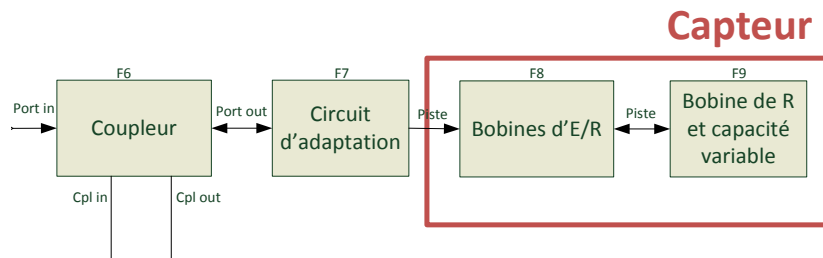 Capteur
F6
F7
F8
F9
Port in
Coupleur
Port out
Circuit
d'adaptation
Piste
Bobines d'E/R
Piste
Bobine de R
et capacité
variable
Cpl in
Cpl out